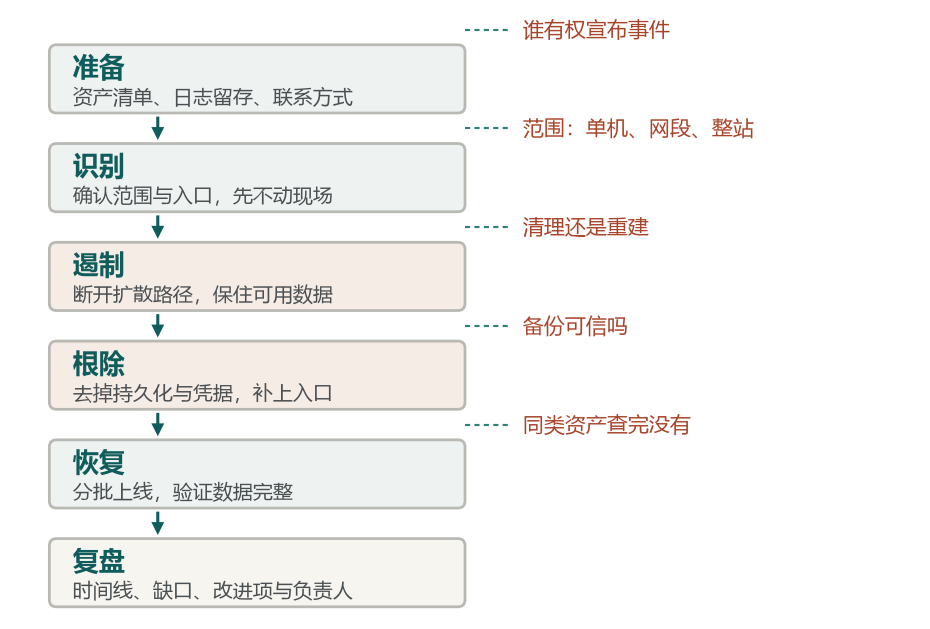 谁有权宣布事件
准备
资产清单、日志留存、联系方式
范围：单机、网段、整站
识别
确认范围与入口，先不动现场
清理还是重建
遏制
断开扩散路径，保住可用数据
备份可信吗
根除
去掉持久化与凭据，补上入口
同类资产查完没有
恢复
分批上线，验证数据完整
复盘
时间线、缺口、改进项与负责人